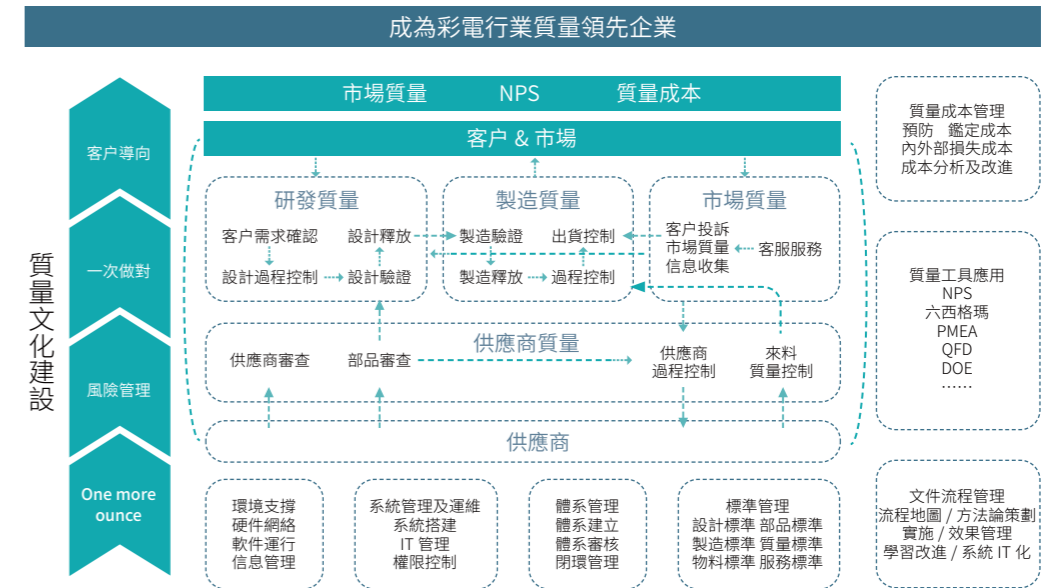 成為彩電行業質量領先企業
質量文化建設
客户導向
一次做對
風險管理
One more
ounce
市場質量 NPS 質量成本
客户 & 市場
研發質量
客户需求確認 設計釋放
設計過程控制 設計驗證
製造質量
製造驗證 出貨控制
製造釋放 過程控制
市場質量
客户投訴
市場質量
信息收集
客服服務
供應商質量
供應商審查 部品審查
供應商
過程控制
來料
質量控制
供應商
環境支撐
硬件網絡
軟件運行
信息管理
系統管理及運維
系統搭建
IT 管理
權限控制
體系管理
體系建立
體系審核
閉環管理
標準管理
設計標準 部品標準
製造標準 質量標準
物料標準 服務標準
質量成本管理
預防 鑑定成本
內外部損失成本
成本分析及改進
質量工具應用
NPS
六西格瑪
PMEA
QFD
DOE
……
文件流程管理
流程地圖 / 方法論策劃
實施 / 效果管理
學習改進 / 系統 IT 化